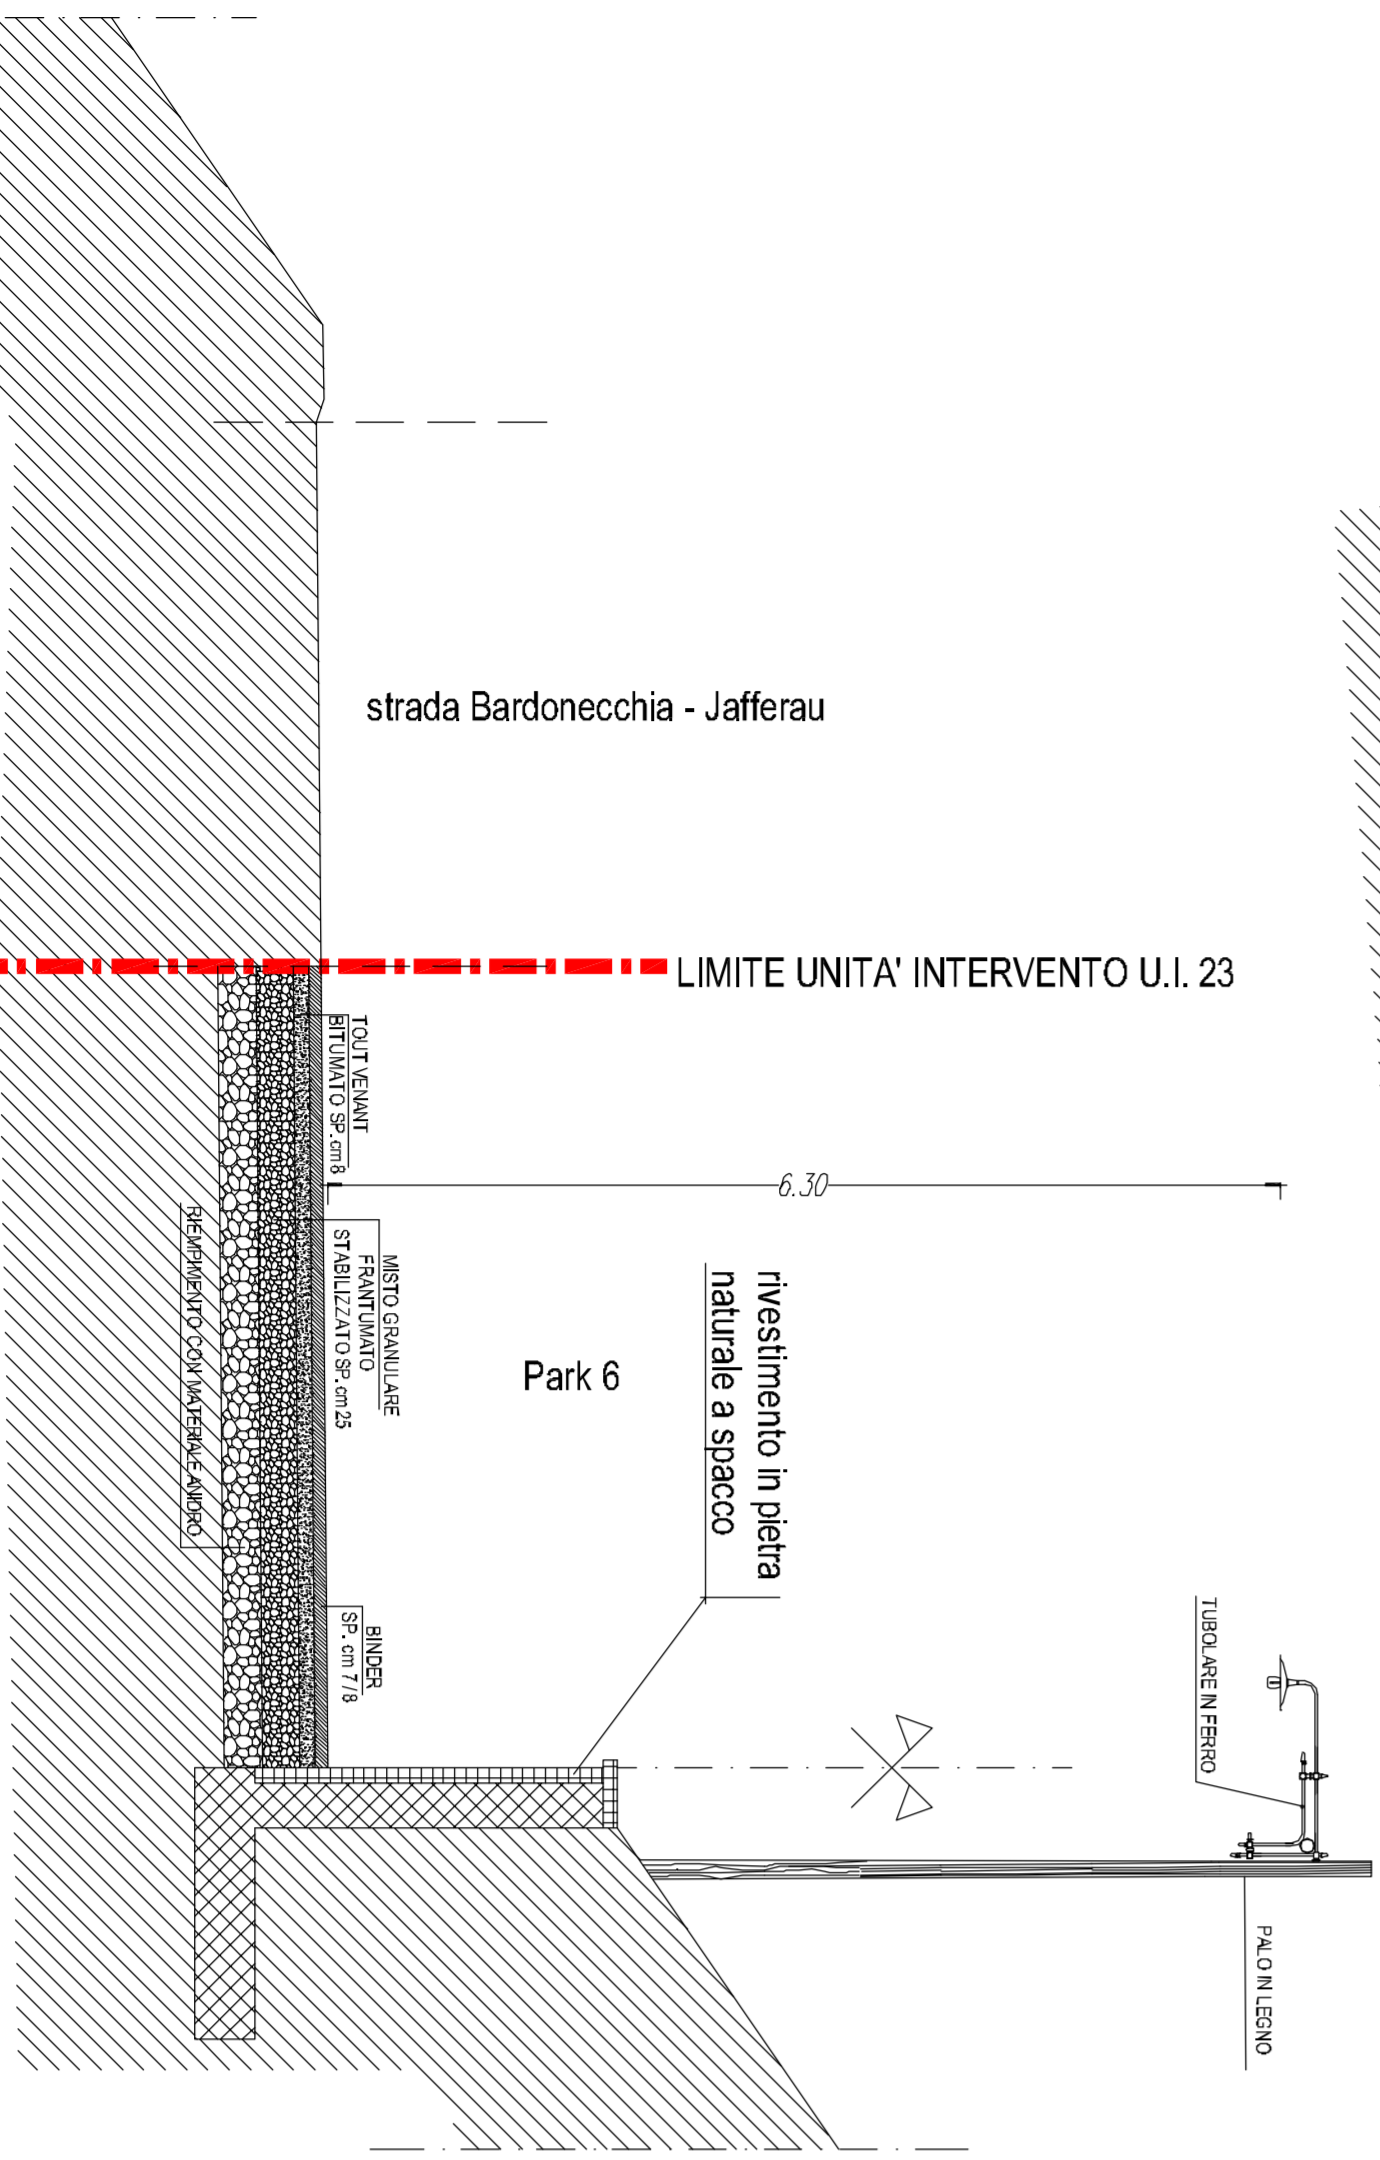 strada Bardonecchia - Jafferau
LIMITE UNITA' INTERVENTO U.I. 23
TOUT VENANT
BITUMATO SP. cm 8
6.30
MISTO GRANULARE
FRANTUMATO
STABILIZZATO SP. cm 25
RIEMPIMENTO CON MATERIALE ANIDRO
rivestimento in pietra
naturale a spacco
Park 6
BINDER
SP. cm 7 / 8
TUBOLARE IN FERRO
PALO IN LEGNO